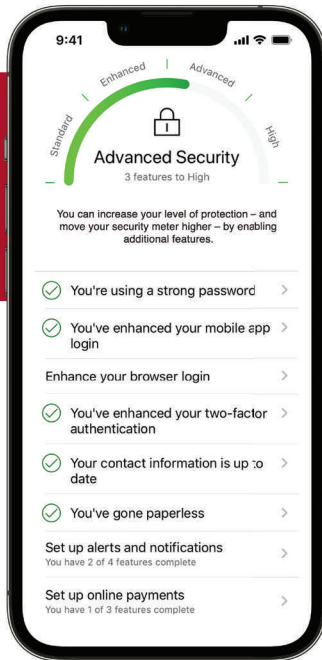 9:41
Standard
Enhanced
Advanced
High
Advanced Security
3 features to High
You can increase your level of protection – and
move your security meter higher – by enabling
additional features.
You're using a strong password
You've enhanced your mobile app
login
Enhance your browser login
You've enhanced your two-factor
authentication
Your contact information is up to
date
You've gone paperless
Set up alerts and notifications
You have 2 of 4 features complete
Set up online payments
You have 1 of 3 features complete